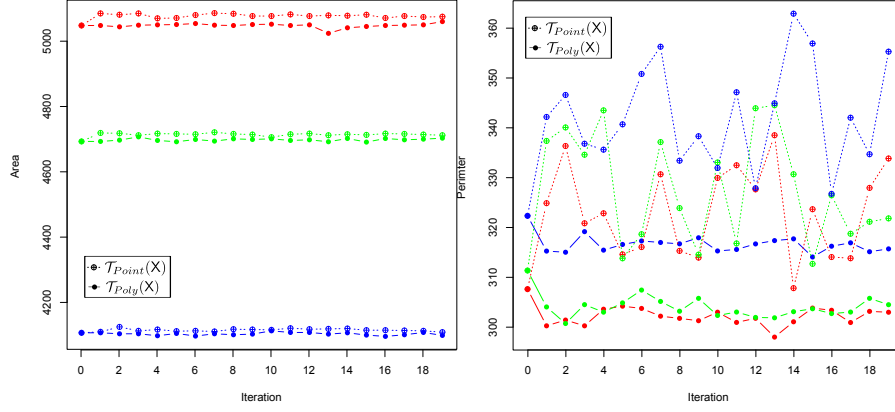 Area
5000
4800
4600
4400
4200
𝒯Point(X)
𝒯Poly(X)
0 2 4 6 8 10 12 14 16 18
Iteration
Perimter
360
350
340
330
320
310
300
𝒯Point(X)
𝒯Poly(X)
0 2 4 6 8 10 12 14 16 18
Iteration